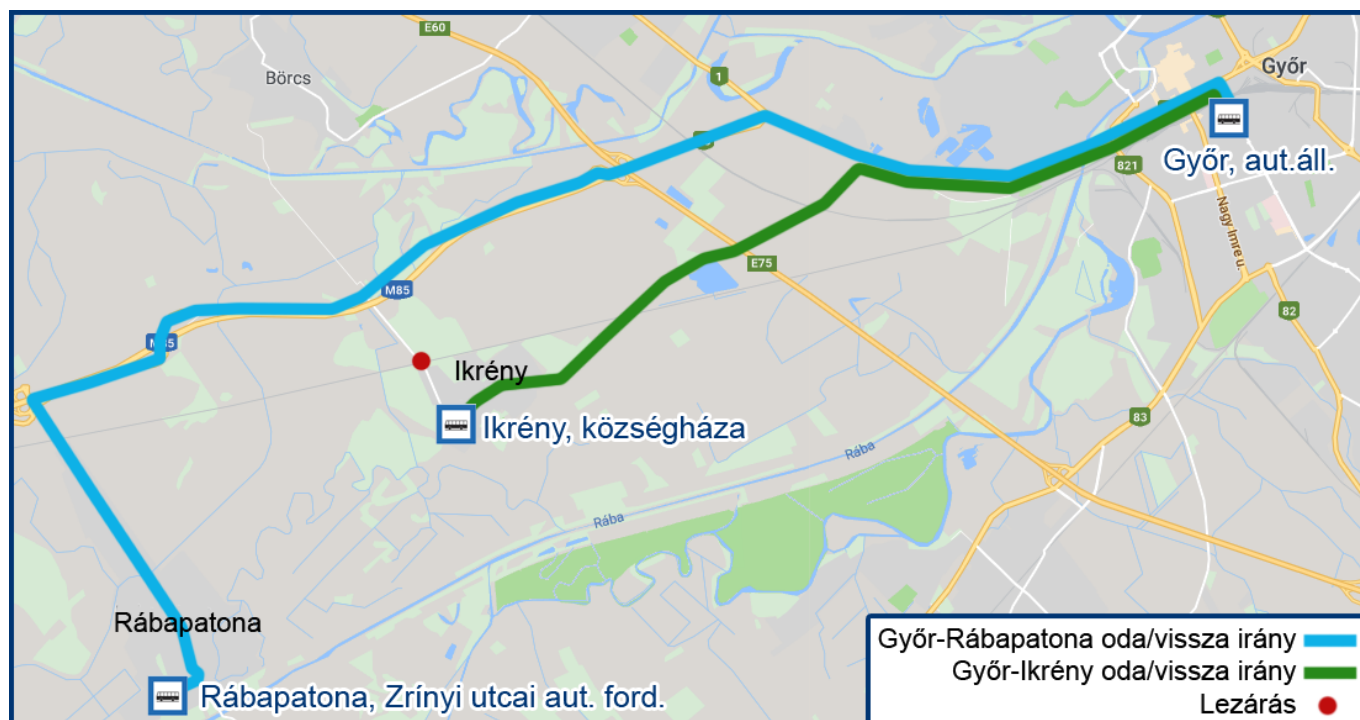 E60
Börcs
1
Győr
Győr, aut.áll.
821
Nagy Imre u.
E75
M85
82
M85
Ikrény
Ikrény, községháza
83
Rába
Rába
Rábapatona
Rábapatona, Zrínyi utcai aut. ford.
Győr-Rábapatona oda/vissza irány
Győr-Ikrény oda/vissza irány
Lezárás